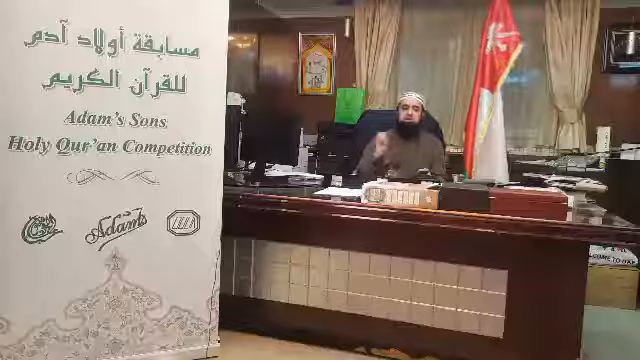 مسابقة أولاد آدم
للقرآن الكريم
Adam's Sons
Holy Qur'an Competition
Adams